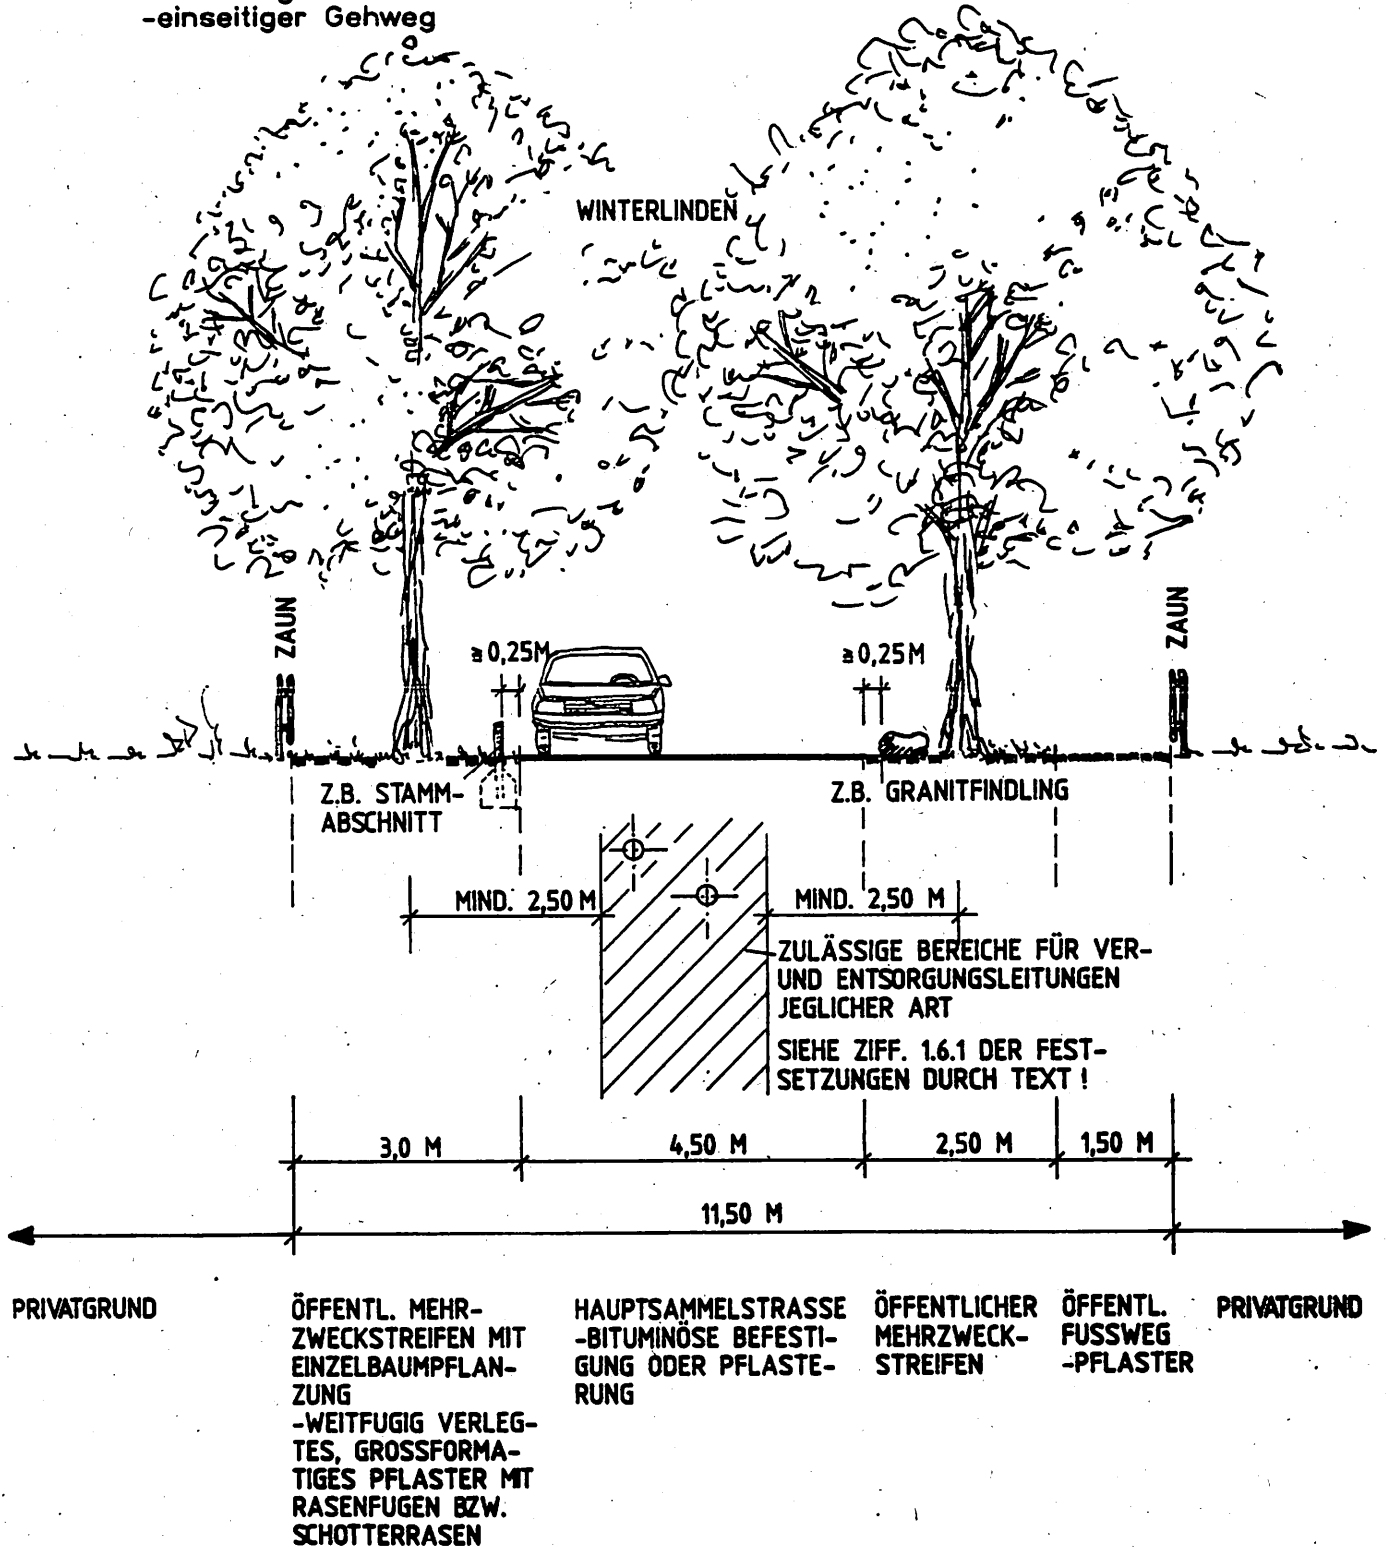 -einseitiger Gehweg
WINTERLINDEN
ZAUN
ZAUN
≥0,25M
≥0,25M
Z.B. STAMM-
ABSCHNITT
Z.B. GRANITFINDLING
MIND. 2,50 M
MIND. 2,50 M
ZULÄSSIGE BEREICHE FÜR VER-
UND ENTSORGUNGSLEITUNGEN
JEGLICHER ART
SIEHE ZIFF. 1.6.1 DER FEST-
SETZUNGEN DURCH TEXT !
3,0 M
4,50 M
2,50 M
1,50 M
11,50 M
PRIVATGRUND
ÖFFENTL. MEHR-
ZWECKSTREIFEN MIT
EINZELBAUMPFLAN-
ZUNG
-WEITFUGIG VERLEG-
TES, GROSSFORMA-
TIGES PFLASTER MIT
RASENFUGEN BZW.
SCHOTTERRASEN
HAUPTSAMMELSTRASSE
-BITUMINÖSE BEFESTI-
GUNG ODER PFLASTE-
RUNG
ÖFFENTLICHER
MEHRZWECK-
STREIFEN
ÖFFENTL.
FUSSWEG
-PFLASTER
PRIVATGRUND